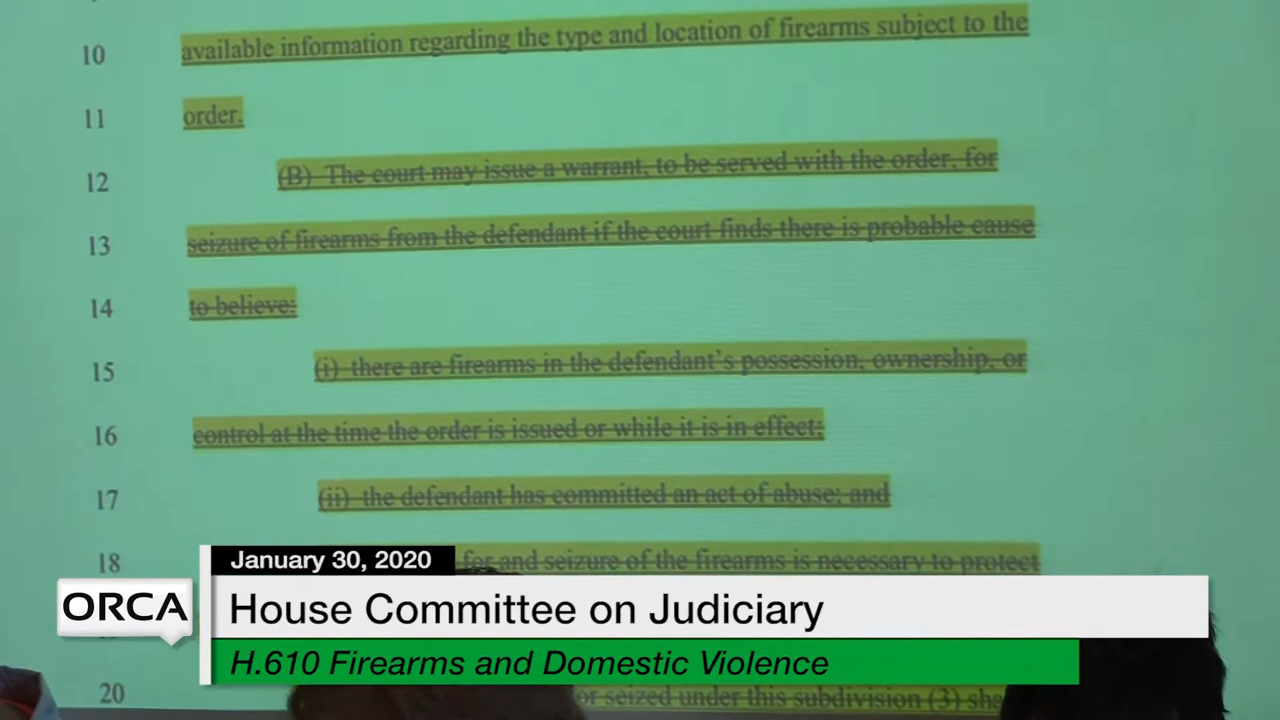 10 available information regarding the type and location of firearms subject to the
11 order.
12 (B) The court may issue a warrant, to be served with the order, for
13 seizure of firearms from the defendant if the court finds there is probable cause
14 to believe:
15 (i) there are firearms in the defendant's possession, ownership, or
16 control at the time the order is issued or while it is in effect;
17 (ii) the defendant has committed an act of abuse; and
18 for and seizure of the firearms is necessary to protect
January 30, 2020
ORCA
House Committee on Judiciary
H.610 Firearms and Domestic Violence
20 or seized under this subdivision (3)